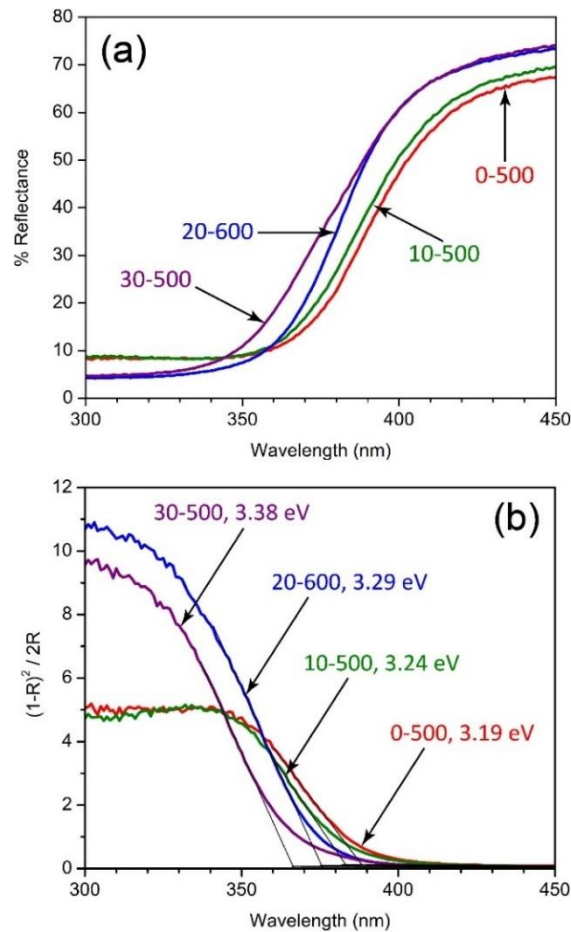 (a)
80
70
60
50
40
30
20
10
0
% Reflectance
0-500
20-600
10-500
30-500
300
350
400
450
Wavelength (nm)
(b)
12
10
8
6
4
2
0
(1-R)² / 2R
30-500, 3.38 eV
20-600, 3.29 eV
10-500, 3.24 eV
0-500, 3.19 eV
300
350
400
450
Wavelength (nm)